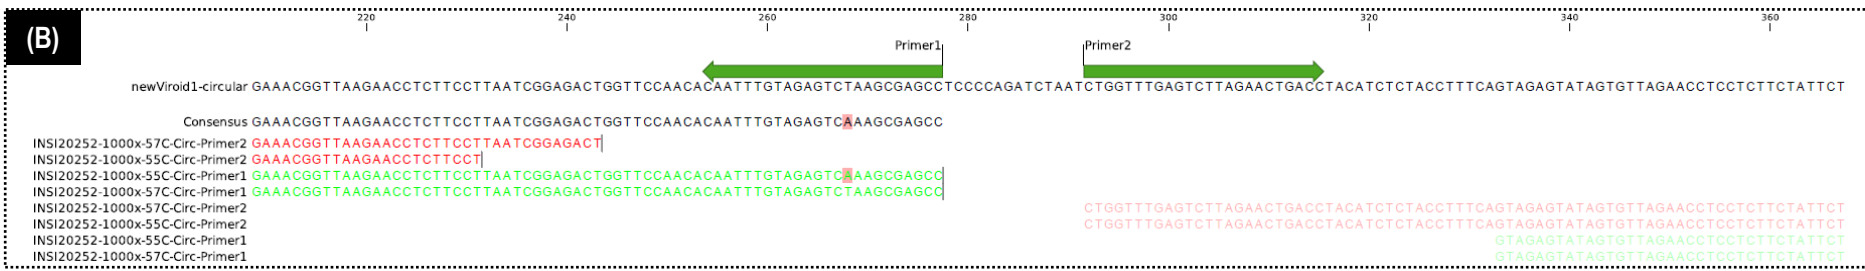 (B)
220 240 260 280 300 320 340 360
Primer1 Primer2
newViroid1-circular GAAACGGTTAAGAACCTCTTCCTTAATCGGAGACTGGTTCCAACACAATTTGTAGAGTCTAAGCGAGCCTCCCCAGATCTAATCTGGTTTGAGTCTTAGAACTGACCTACATCTCTACCTTTCAGTAGAGTATAGTGTTAGAACCTCCTCTTCTATTCT
Consensus GAAACGGTTAAGAACCTCTTCCTTAATCGGAGACTGGTTCCAACACAATTTGTAGAGTCAAAGCGAGCC
INSI20252-1000x-57C-Circ-Primer2 GAAACGGTTAAGAACCTCTTCCTTAATCGGAGACT
INSI20252-1000x-55C-Circ-Primer2 GAAACGGTTAAGAACCTCTTCCT
INSI20252-1000x-55C-Circ-Primer1 GAAACGGTTAAGAACCTCTTCCTTAATCGGAGACTGGTTCCAACACAATTTGTAGAGTCAAAGCGAGCC
INSI20252-1000x-57C-Circ-Primer1 GAAACGGTTAAGAACCTCTTCCTTAATCGGAGACTGGTTCCAACACAATTTGTAGAGTCTAAGCGAGCC
INSI20252-1000x-57C-Circ-Primer2 CTGGTTTGAGTCTTAGAACTGACCTACATCTCTACCTTTCAGTAGAGTATAGTGTTAGAACCTCCTCTTCTATTCT
INSI20252-1000x-55C-Circ-Primer2 CTGGTTTGAGTCTTAGAACTGACCTACATCTCTACCTTTCAGTAGAGTATAGTGTTAGAACCTCCTCTTCTATTCT
INSI20252-1000x-55C-Circ-Primer1 GTAGAGTATAGTGTTAGAACCTCCTCTTCTATTCT
INSI20252-1000x-57C-Circ-Primer1 GTAGAGTATAGTGTTAGAACCTCCTCTTCTATTCT